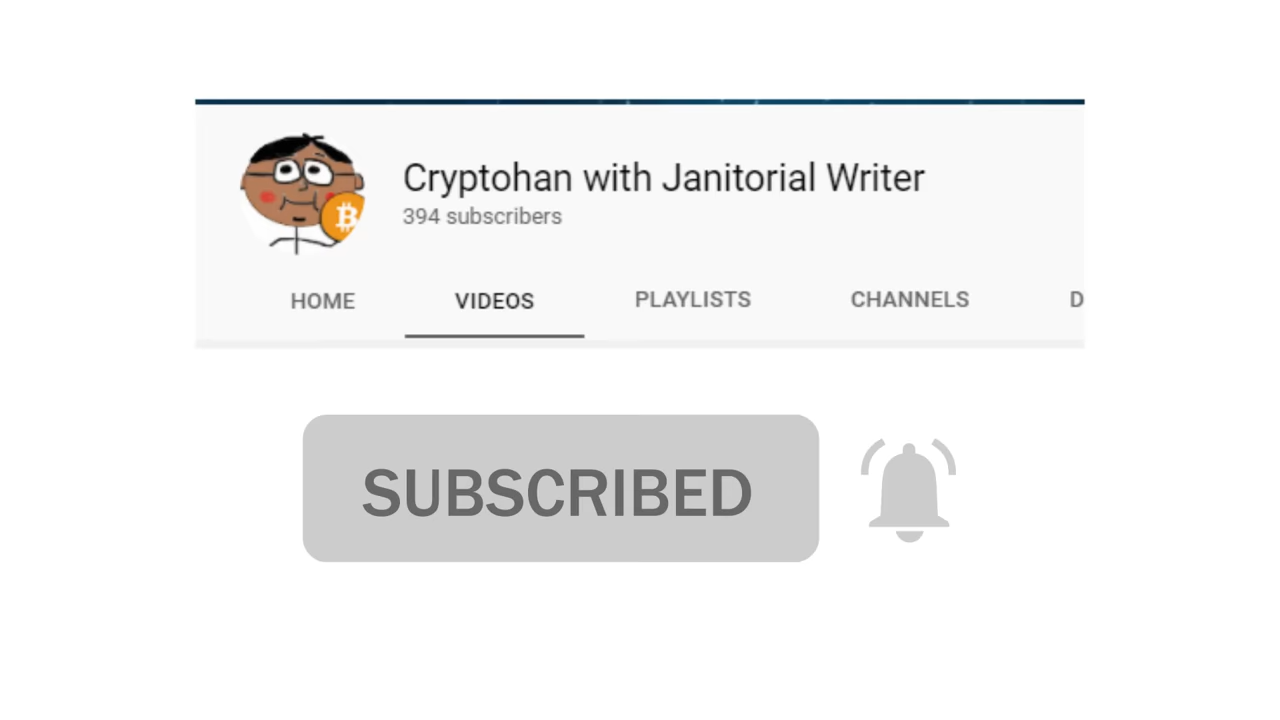 Cryptohan with Janitorial Writer
394 subscribers
HOME VIDEOS PLAYLISTS CHANNELS D
SUBSCRIBED